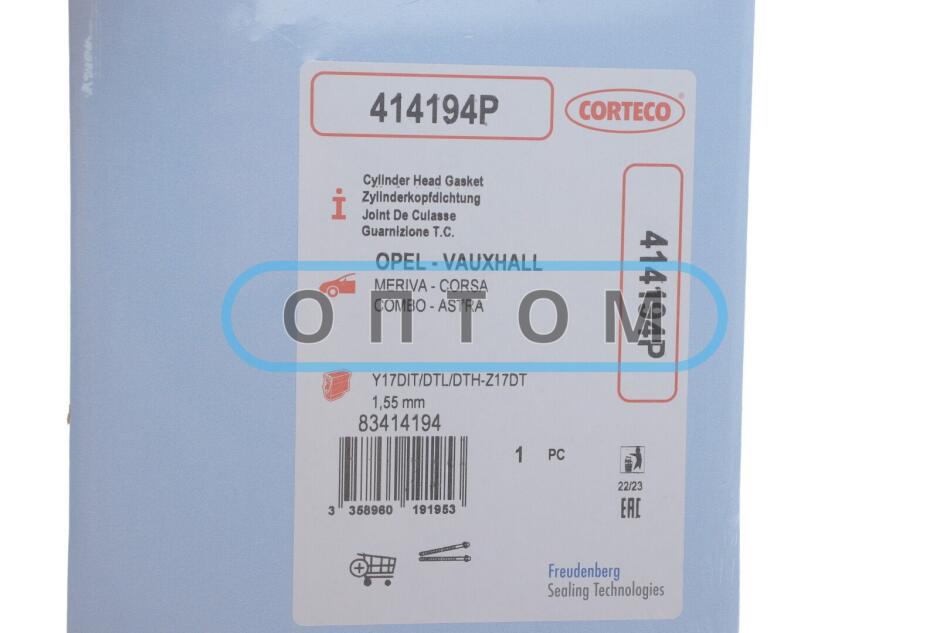 414194P
CORTECO®
Cylinder Head Gasket
Zylinderkopfdichtung
Joint De Culasse
Guarnizione T.C.
414194P
OPEL - VAUXHALL
MERIVA - CORSA
COMBO - ASTRA
ОПТОМ
Y17DIT/DTL/DTH-Z17DT
1,55 mm
83414194
1 PC
3 358960 191953
22/23
EAC
Freudenberg
Sealing Technologies